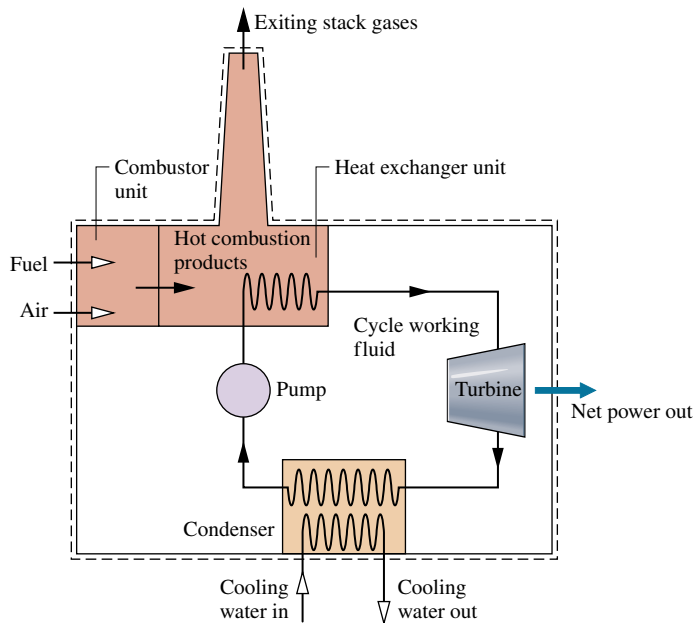 Exiting stack gases
Combustor
unit
Heat exchanger unit
Hot combustion
products
Fuel
Air
Cycle working
fluid
Pump
Turbine
Net power out
Condenser
Cooling
water in
Cooling
water out